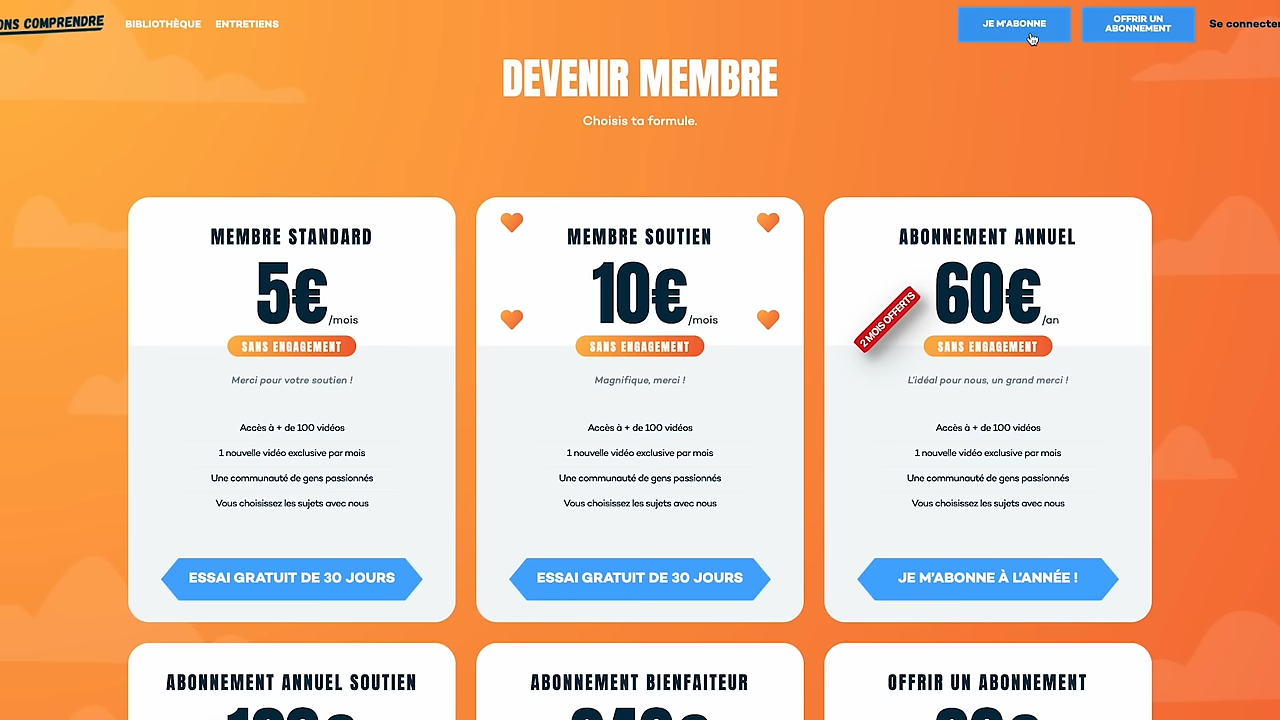 ONS COMPRENDRE
BIBLIOTHÈQUE
ENTRETIENS
JE M'ABONNE
OFFRIR UN
ABONNEMENT
Se connecter
DEVENIR MEMBRE
Choisis ta formule.
MEMBRE STANDARD
5€/mois
SANS ENGAGEMENT
Merci pour votre soutien !
Accès à + de 100 vidéos
1 nouvelle vidéo exclusive par mois
Une communauté de gens passionnés
Vous choisissez les sujets avec nous
ESSAI GRATUIT DE 30 JOURS
MEMBRE SOUTIEN
10€/mois
SANS ENGAGEMENT
Magnifique, merci !
Accès à + de 100 vidéos
1 nouvelle vidéo exclusive par mois
Une communauté de gens passionnés
Vous choisissez les sujets avec nous
ESSAI GRATUIT DE 30 JOURS
ABONNEMENT ANNUEL
60€/an
2 MOIS OFFERTS
SANS ENGAGEMENT
L'idéal pour nous, un grand merci !
Accès à + de 100 vidéos
1 nouvelle vidéo exclusive par mois
Une communauté de gens passionnés
Vous choisissez les sujets avec nous
JE M'ABONNE À L'ANNÉE !
ABONNEMENT ANNUEL SOUTIEN
ABONNEMENT BIENFAITEUR
OFFRIR UN ABONNEMENT